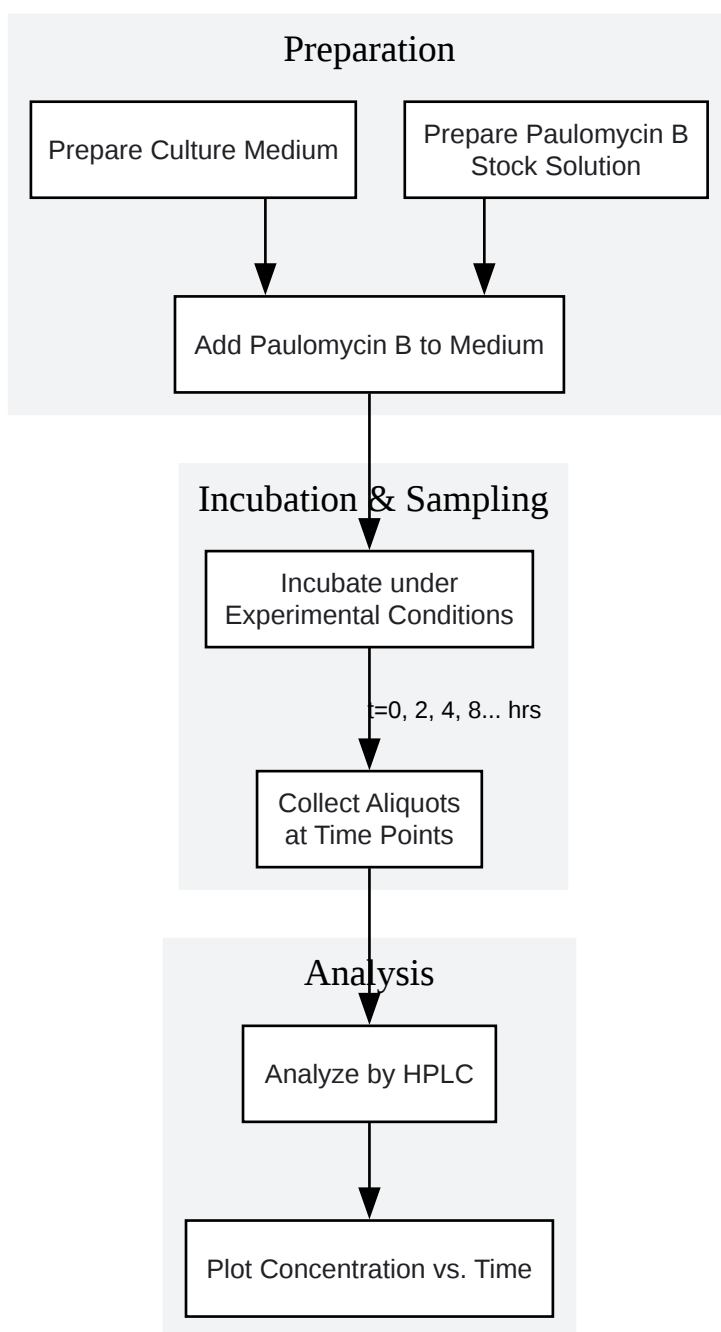 Preparation
Prepare Culture Medium
Prepare Paulomycin B
Stock Solution
Add Paulomycin B to Medium
Incubation & Sampling
Incubate under
Experimental Conditions
t=0, 2, 4, 8... hrs
Collect Aliquots
at Time Points
Analysis
Analyze by HPLC
Plot Concentration vs. Time